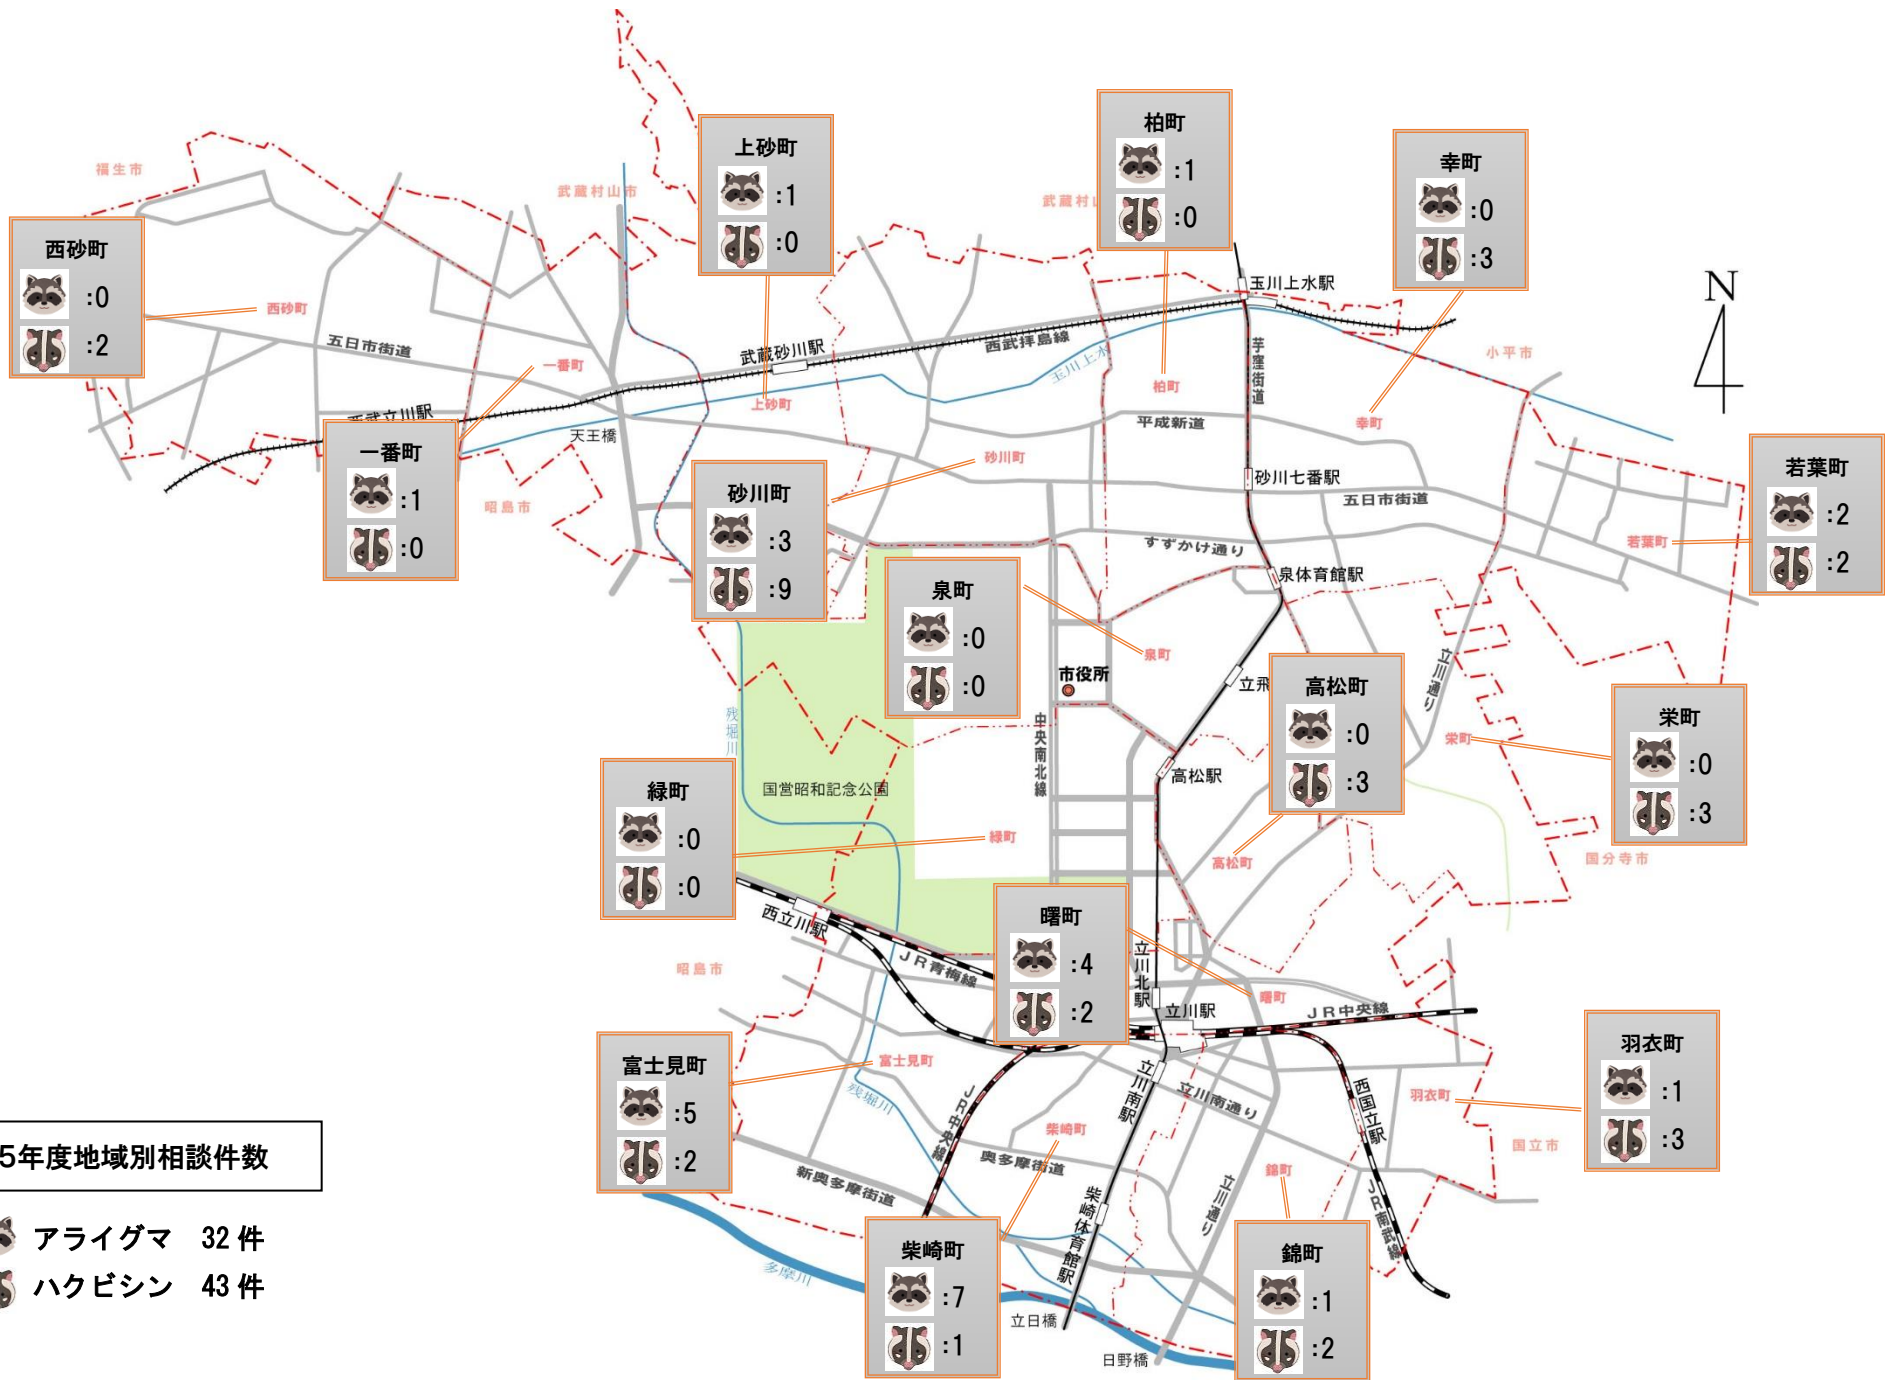 福生市
武蔵村山市
武蔵村山
小平市
昭島市
昭島市
国分寺市
国立市
N
上砂町
:1
:0
柏町
:1
:0
幸町
:0
:3
西砂町
:0
:2
一番町
:1
:0
砂川町
:3
:9
若葉町
:2
:2
泉町
:0
:0
高松町
:0
:3
栄町
:0
:3
緑町
:0
:0
曙町
:4
:2
富士見町
:5
:2
羽衣町
:1
:3
柴崎町
:7
:1
錦町
:1
:2
西砂町
一番町
上砂町
柏町
幸町
砂川町
若葉町
泉町
栄町
緑町
高松町
曙町
富士見町
羽衣町
柴崎町
錦町
玉川上水駅
五日市街道
武蔵砂川駅
西武拝島線
玉川上水
芋窪街道
西武立川駅
天王橋
平成新道
砂川七番駅
五日市街道
すずかけ通り
泉体育館駅
市役所
立飛
立川通り
残堀川
中央南北線
高松駅
国営昭和記念公園
西立川駅
JR青梅線
立川北駅
立川駅
JR中央線
残堀川
JR中央線
立川南駅
立川南通り
西国立駅
奥多摩街道
新奥多摩街道
柴崎体育館駅
立川通り
JR南武線
多摩川
立日橋
日野橋
5年度地域別相談件数
アライグマ 32件
ハクビシン 43件